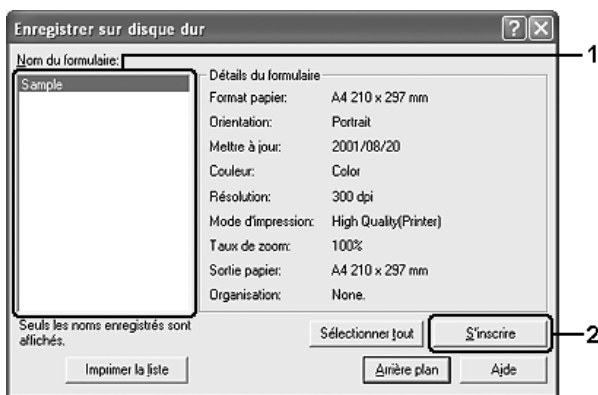 Enregistrer sur disque dur
Nom du formulaire:
1
Sample
Détails du formulaire
Format papier: A4 210 x 297 mm
Orientation: Portrait
Mettre à jour: 2001/08/20
Couleur: Color
Résolution: 300 dpi
Mode d'impression: High Quality(Printer)
Taux de zoom: 100%
Sortie papier: A4 210 x 297 mm
Organisation: None.
Seuls les noms enregistrés sont
affichés.
Sélectionner tout
S'inscrire
2
Imprimer la liste
Arrière plan
Aide